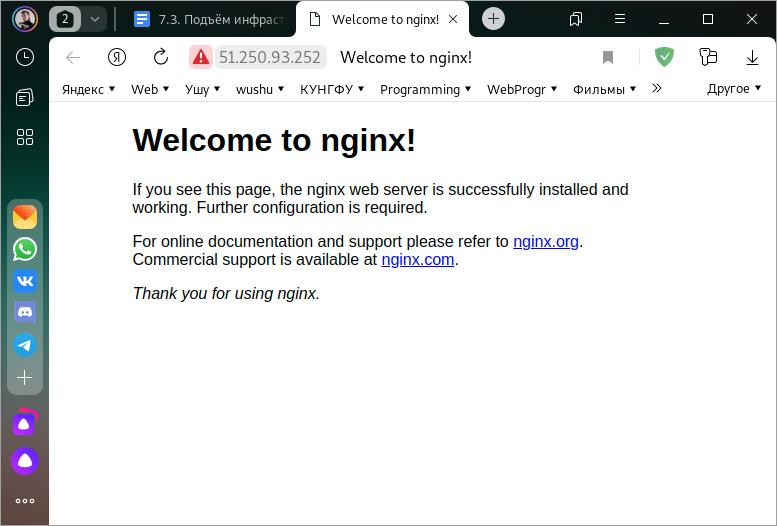 2
7.3. Подъём инфраст
Welcome to nginx!
Я
51.250.93.252
Welcome to nginx!
Яндекс
Web
Ушу
wushu
КУНГФУ
Programming
WebProgr
Фильмы
»
Другое
Welcome to nginx!
If you see this page, the nginx web server is successfully installed and
working. Further configuration is required.
For online documentation and support please refer to nginx.org.
Commercial support is available at nginx.com.
Thank you for using nginx.